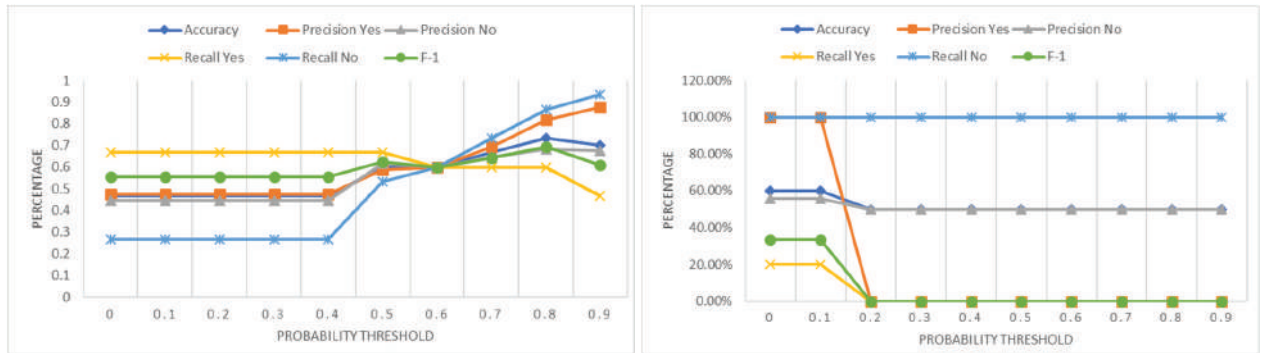 Accuracy Precision Yes Precision No
Recall Yes Recall No F-1
PERCENTAGE
1
0.9
0.8
0.7
0.6
0.5
0.4
0.3
0.2
0.1
0
0 0.1 0.2 0.3 0.4 0.5 0.6 0.7 0.8 0.9
PROBABILITY THRESHOLD
Accuracy Precision Yes Precision No
Recall Yes Recall No F-1
PERCENTAGE
120.00%
100.00%
80.00%
60.00%
40.00%
20.00%
0.00%
0 0.1 0.2 0.3 0.4 0.5 0.6 0.7 0.8 0.9
PROBABILITY THRESHOLD